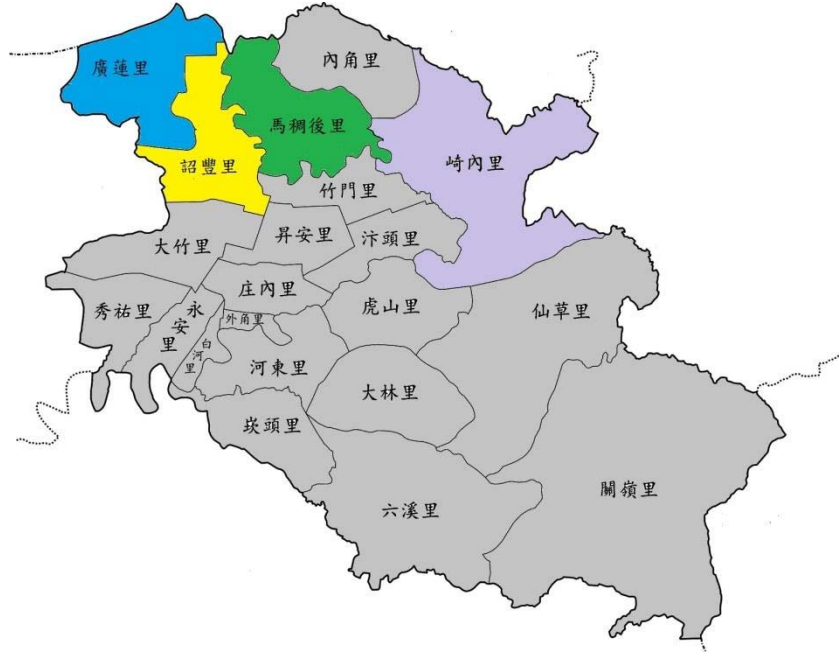 內角里
廣蓮里
馬稠後里
崎內里
詔豐里
竹門里
昇安里
汴頭里
大竹里
庄內里
虎山里
仙草里
秀祐里
永安里
外角里
白河里
河東里
大林里
崁頭里
關嶺里
六溪里